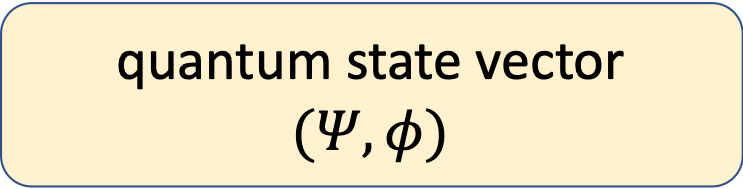 quantum state vector
(Ψ, ϕ)